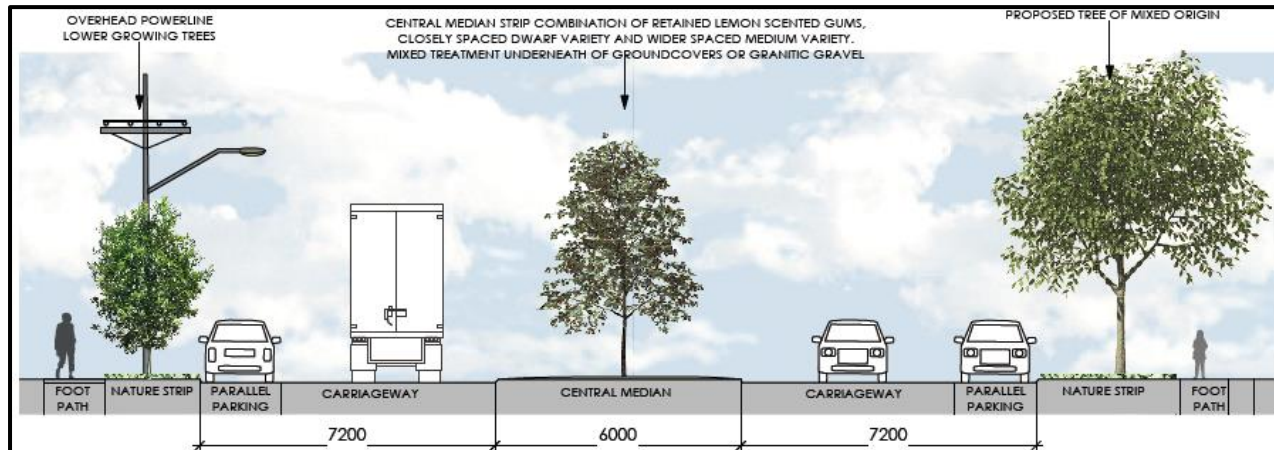 OVERHEAD POWERLINE
LOWER GROWING TREES
CENTRAL MEDIAN STRIP COMBINATION OF RETAINED LEMON SCENTED GUMS,
CLOSELY SPACED DWARF VARIETY AND WIDER SPACED MEDIUM VARIETY.
MIXED TREATMENT UNDERNEATH OF GROUNDCOVERS OR GRANITIC GRAVEL
PROPOSED TREE OF MIXED ORIGIN
FOOT
PATH
NATURE STRIP
PARALLEL
PARKING
CARRIAGEWAY
CENTRAL MEDIAN
CARRIAGEWAY
PARALLEL
PARKING
NATURE STRIP
FOOT
PATH
7200
6000
7200